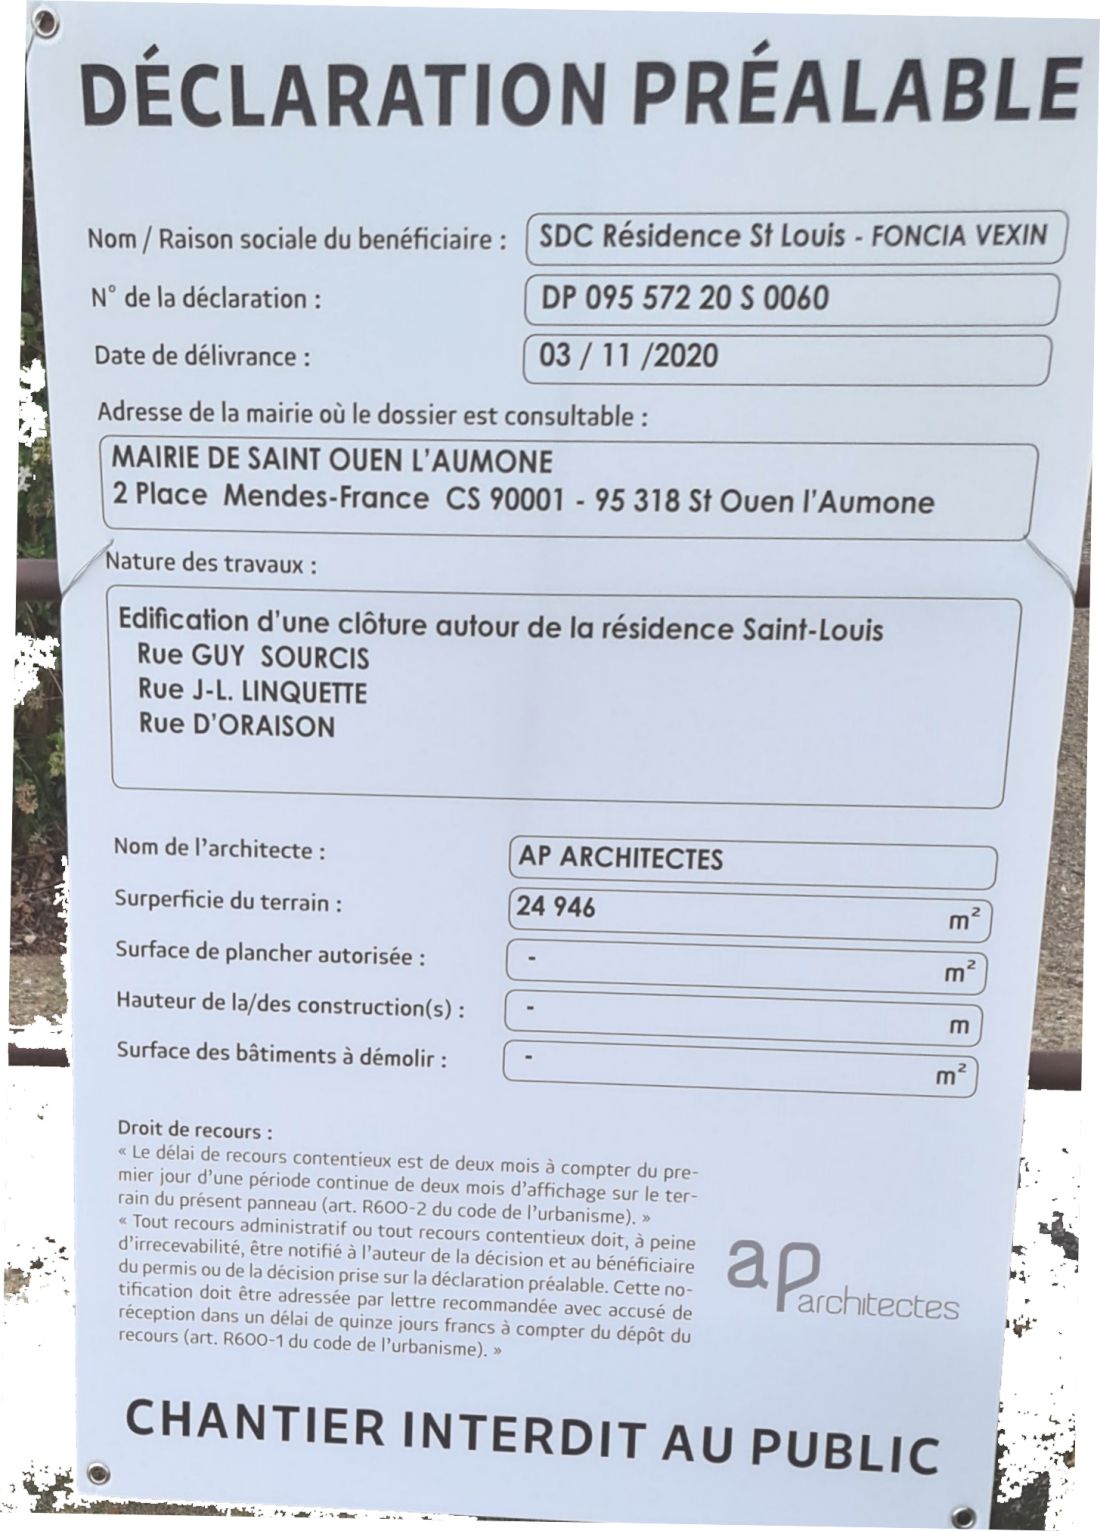 DÉCLARATION PRÉALABLE
Nom / Raison sociale du benéficiaire : SDC Résidence St Louis - FONCIA VEXIN
N° de la déclaration : DP 095 572 20 S 0060
Date de délivrance : 03 / 11 /2020
Adresse de la mairie où le dossier est consultable :
MAIRIE DE SAINT OUEN L'AUMONE
2 Place Mendes-France CS 90001 - 95 318 St Ouen l'Aumone
Nature des travaux :
Edification d'une clôture autour de la résidence Saint-Louis
Rue GUY SOURCIS
Rue J-L. LINQUETTE
Rue D'ORAISON
Nom de l'architecte : AP ARCHITECTES
Surperficie du terrain : 24 946 m²
Surface de plancher autorisée : - m²
Hauteur de la/des construction(s) : - m
Surface des bâtiments à démolir : - m²
Droit de recours :
« Le délai de recours contentieux est de deux mois à compter du pre-
mier jour d'une période continue de deux mois d'affichage sur le ter-
rain du présent panneau (art. R600-2 du code de l'urbanisme). »
« Tout recours administratif ou tout recours contentieux doit, à peine
d'irrecevabilité, être notifié à l'auteur de la décision et au bénéficiaire
du permis ou de la décision prise sur la déclaration préalable. Cette no-
tification doit être adressée par lettre recommandée avec accusé de
réception dans un délai de quinze jours francs à compter du dépôt du
recours (art. R600-1 du code de l'urbanisme). »
ap architectes
CHANTIER INTERDIT AU PUBLIC